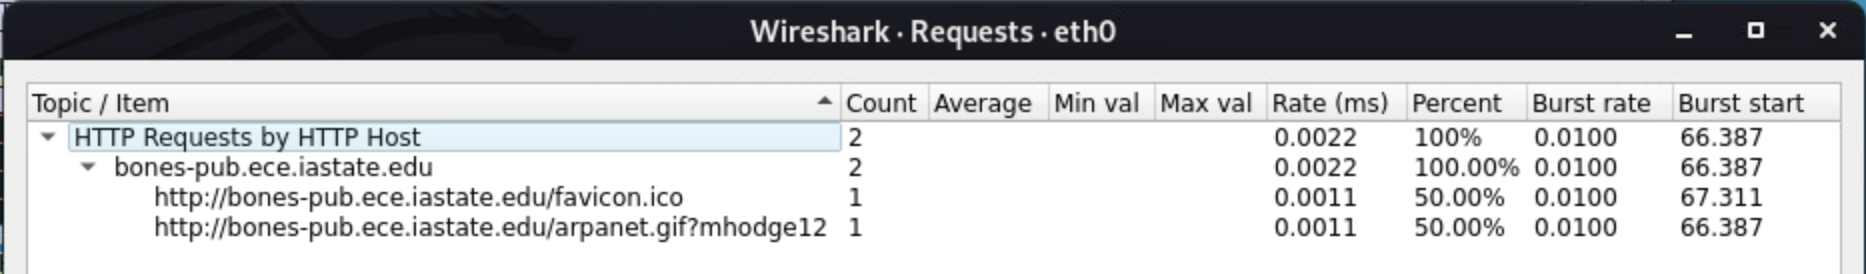 Wireshark · Requests · eth0
Topic / Item Count Average Min val Max val Rate (ms) Percent Burst rate Burst start
HTTP Requests by HTTP Host 2 0.0022 100% 0.0100 66.387
bones-pub.ece.iastate.edu 2 0.0022 100.00% 0.0100 66.387
http://bones-pub.ece.iastate.edu/favicon.ico 1 0.0011 50.00% 0.0100 67.311
http://bones-pub.ece.iastate.edu/arpanet.gif?mhodge12 1 0.0011 50.00% 0.0100 66.387